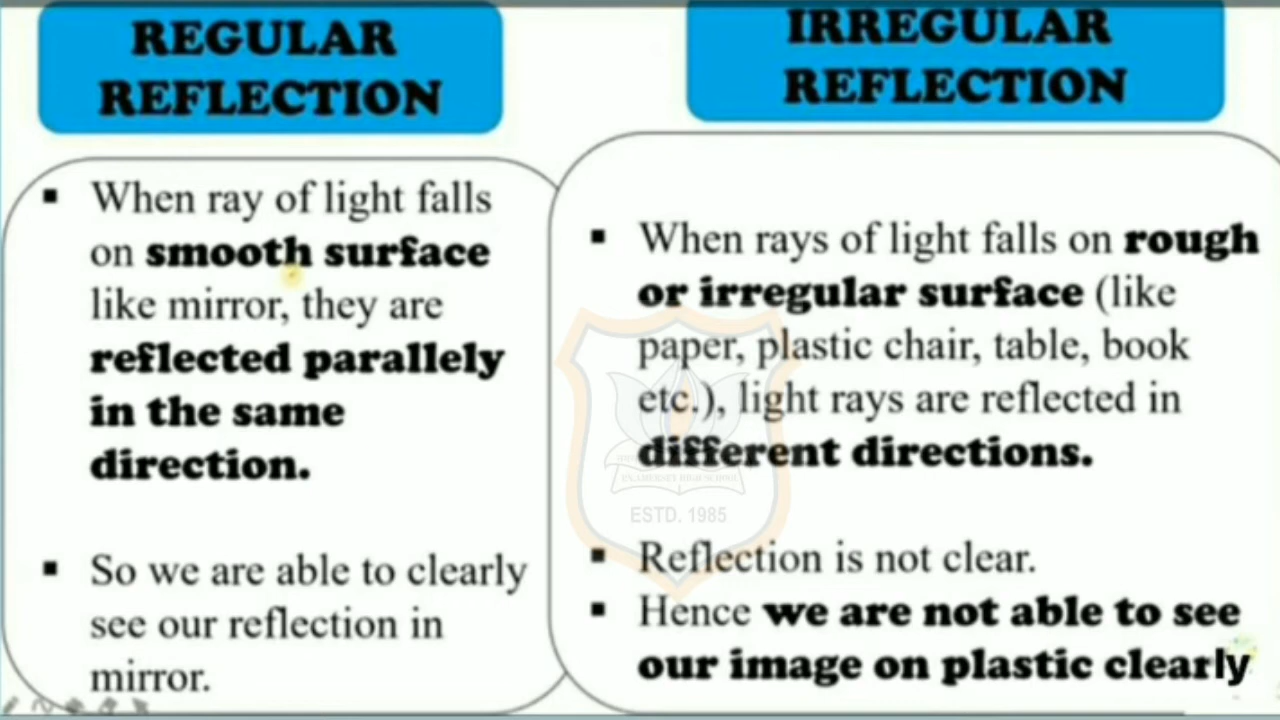 REGULAR
REFLECTION
When ray of light falls
on smooth surface
like mirror, they are
reflected parallely
in the same
direction.
So we are able to clearly
see our reflection in
mirror.
IRREGULAR
REFLECTION
When rays of light falls on rough
or irregular surface (like
paper, plastic chair, table, book
etc.), light rays are reflected in
different directions.
Reflection is not clear.
Hence we are not able to see
our image on plastic clearly
ESTD. 1985